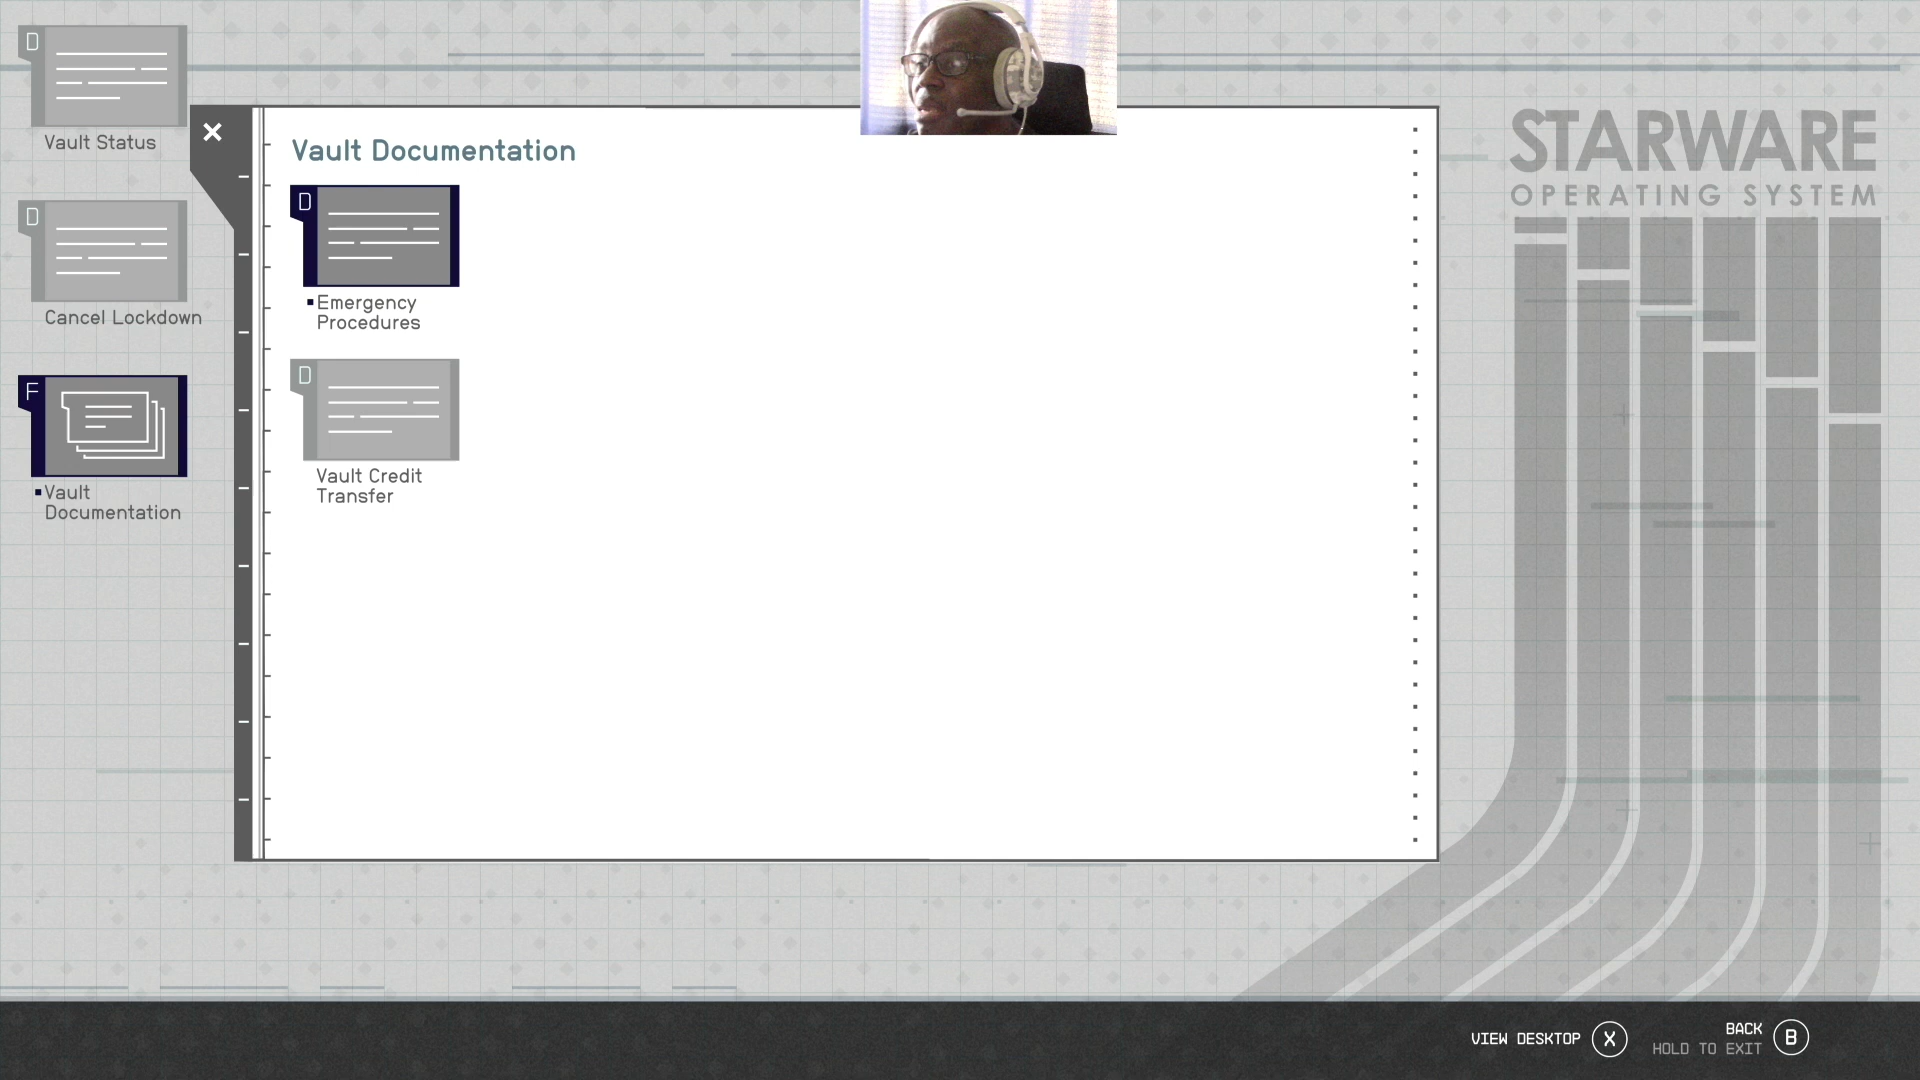 D
Vault Status
D
Cancel Lockdown
F
Vault
Documentation
Vault Documentation
D
Emergency
Procedures
D
Vault Credit
Transfer
STARWARE
OPERATING SYSTEM
VIEW DESKTOP X
BACK
HOLD TO EXIT
B